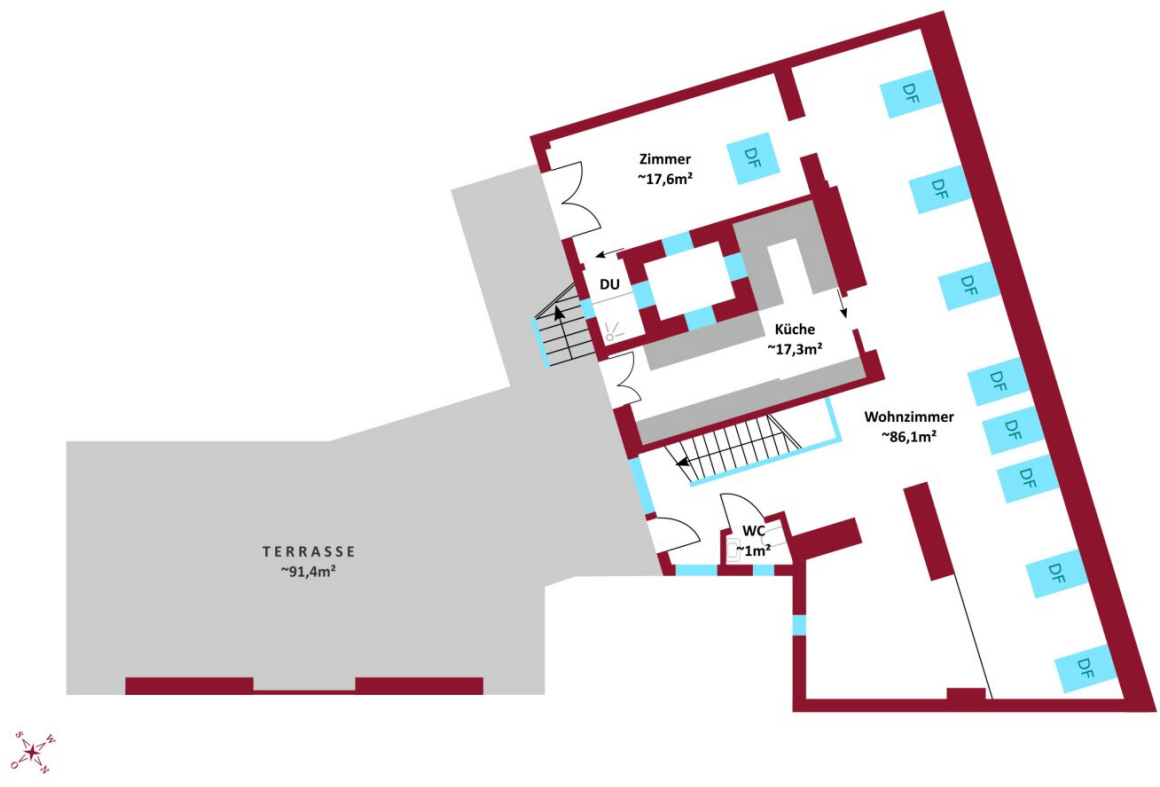 DF
DF
Zimmer
~17,6m²
DF
DU
DF
Küche
~17,3m²
DF
Wohnzimmer
~86,1m²
DF
DF
WC
~1m²
TERRASSE
~91,4m²
DF
DF
S
W
O
N